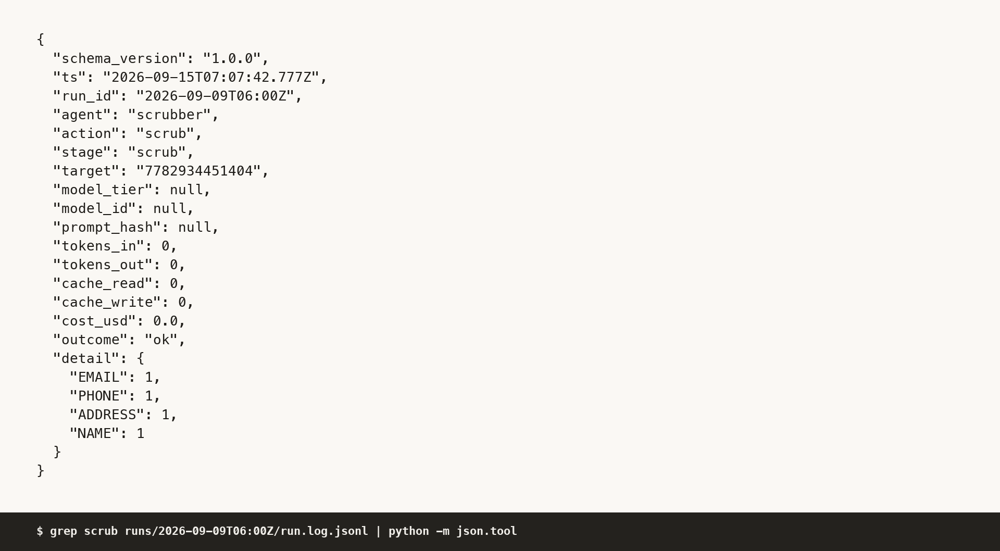 {
  "schema_version": "1.0.0",
  "ts": "2026-09-15T07:07:42.777Z",
  "run_id": "2026-09-09T06:00Z",
  "agent": "scrubber",
  "action": "scrub",
  "stage": "scrub",
  "target": "7782934451404",
  "model_tier": null,
  "model_id": null,
  "prompt_hash": null,
  "tokens_in": 0,
  "tokens_out": 0,
  "cache_read": 0,
  "cache_write": 0,
  "cost_usd": 0.0,
  "outcome": "ok",
  "detail": {
    "EMAIL": 1,
    "PHONE": 1,
    "ADDRESS": 1,
    "NAME": 1
  }
}
$ grep scrub runs/2026-09-09T06:00Z/run.log.jsonl | python -m json.tool